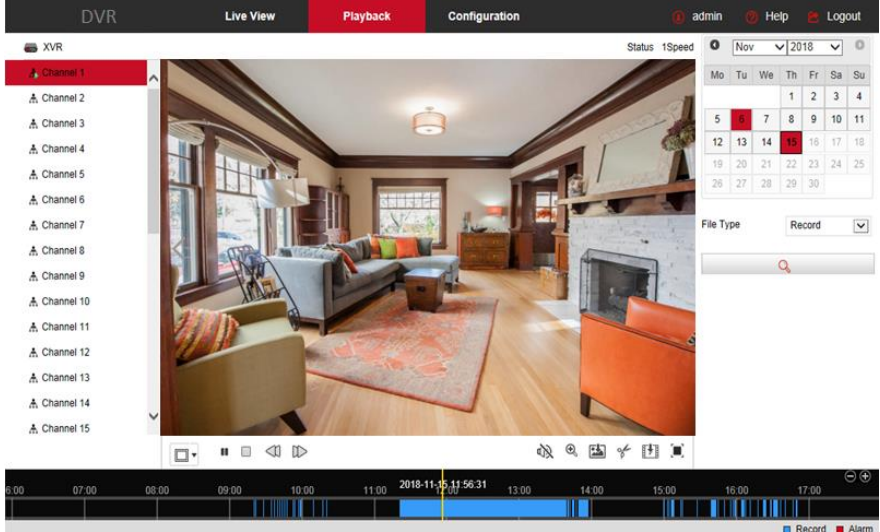 DVR Live View Playback Configuration admin Help Logout
XVR Status 1Speed
Nov 2018
Channel 1
Mo Tu We Th Fr Sa Su
Channel 2
1 2 3 4
Channel 3
5 6 7 8 9 10 11
Channel 4
12 13 14 15 16 17 18
Channel 5
19 20 21 22 23 24 25
26 27 28 29 30
Channel 6
File Type Record
Channel 7
Channel 8
Channel 9
Channel 10
Channel 11
Channel 12
Channel 13
Channel 14
Channel 15
2018-11-15 11:56:31
6:00 07:00 08:00 09:00 10:00 11:00 12:00 13:00 14:00 15:00 16:00 17:00
Record Alarm